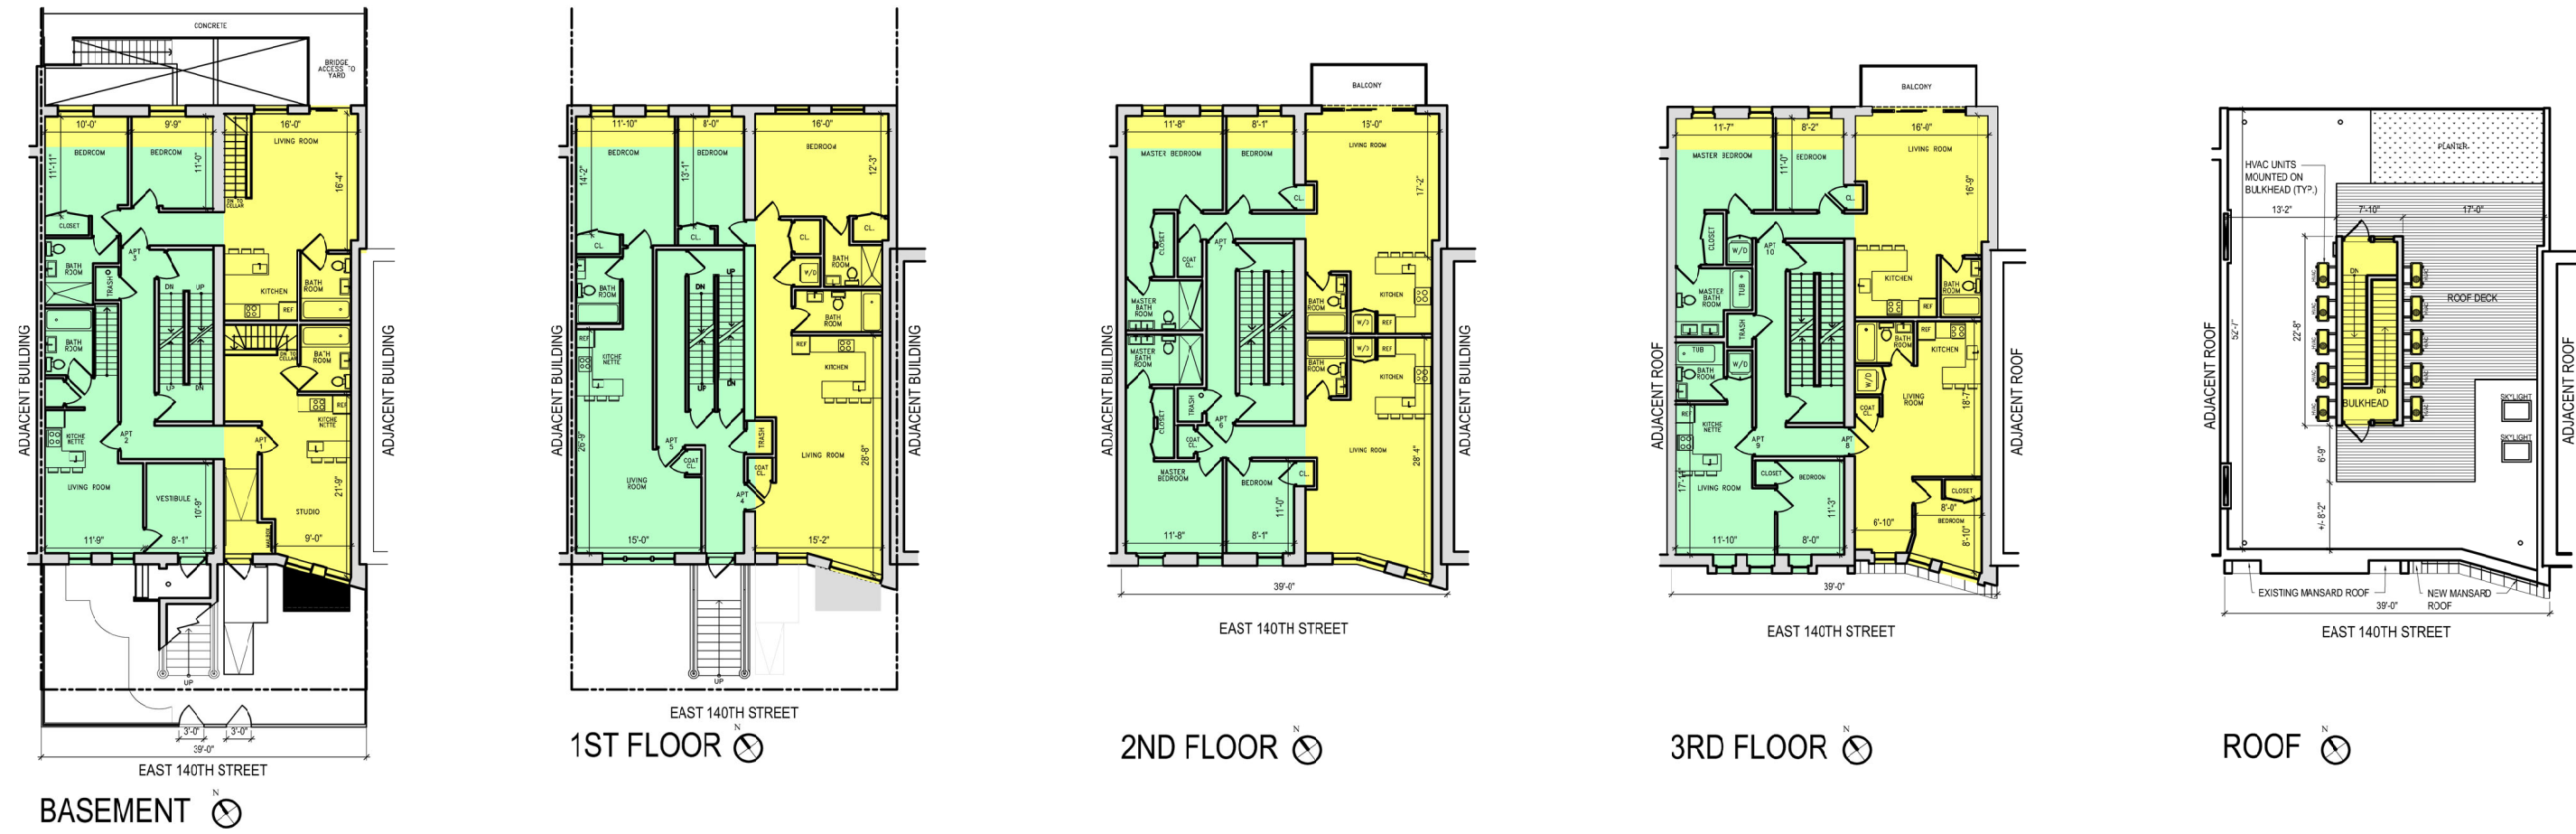 CONCRETE
BRIDGE
ACCESS TO
YARD
10'-0"
9'-9"
16'-0"
LIVING ROOM
BEDROOM
BEDROOM
11'-11"
11'-0"
16'-4"
DN TO
CELLAR
CLOSET
APT
3
BATH
ROOM
TRASH
BATH
ROOM
KITCHEN
REF
DN
UP
DN TO
CELLAR
BATH
ROOM
BATH
ROOM
UP
DN
REF
KITCHE
NETTE
KITCHE
NETTE
APT
2
APT
1
LIVING ROOM
VESTIBULE
10'-9"
21'-9"
STUDIO
11'-9"
8'-1"
9'-0"
ADJACENT BUILDING
ADJACENT BUILDING
UP
3'-0"
3'-0"
39'-0"
EAST 140TH STREET
BASEMENT
N
11'-10"
8'-0"
16'-0"
BEDROOM
BEDROOM
BEDROOM
14'-2"
13'-1"
12'-3"
CL.
CL.
CL.
CL.
BATH
ROOM
W/D
BATH
ROOM
UP
DN
BATH
ROOM
REF
KITCHE
NETTE
REF
KITCHEN
UP
DN
26'-9"
28'-8"
APT
5
TRASH
COAT
CL.
COAT
CL.
LIVING ROOM
LIVING
ROOM
APT
4
15'-0"
15'-2"
ADJACENT BUILDING
ADJACENT BUILDING
UP
EAST 140TH STREET
1ST FLOOR
N
BALCONY
11'-8"
8'-1"
15'-0"
LIVING ROOM
MASTER BEDROOM
BEDROOM
17'-2"
CL.
CLOSET
APT
7
COAT
CL.
MASTER
BATH
ROOM
BATH
ROOM
KITCHEN
W/D
REF
MASTER
BATH
ROOM
BATH
ROOM
W/D
REF
KITCHEN
CLOSET
TRASH
APT
6
COAT
CL.
LIVING ROOM
28'-4"
MASTER
BEDROOM
BEDROOM
CL.
11'-0"
11'-8"
8'-1"
ADJACENT BUILDING
ADJACENT BUILDING
39'-0"
EAST 140TH STREET
2ND FLOOR
N
BALCONY
11'-7"
8'-2"
16'-0"
LIVING ROOM
MASTER BEDROOM
BEDROOM
11'-0"
16'-9"
CL.
CLOSET
W/D
APT
10
MASTER
BATH
ROOM
TUB
KITCHEN
BATH
ROOM
REF
TRASH
BATH
ROOM
REF
KITCHEN
TUB
BATH
ROOM
W/D
W/D
LIVING
ROOM
18'-7"
COAT
CL.
REF
KITCHE
NETTE
APT
9
APT
8
CLOSET
BEDROOM
17'-11"
LIVING ROOM
11'-3"
CLOSET
8'-0"
BEDROOM
6'-10"
8'-10"
11'-10"
8'-0"
ADJACENT ROOF
ADJACENT ROOF
39'-0"
EAST 140TH STREET
3RD FLOOR
N
PLANTER
HVAC UNITS
MOUNTED ON
BULKHEAD (TYP.)
13'-2"
7'-10"
17'-0"
DN
ROOF DECK
52'-7"
22'-8"
DN
BULKHEAD
SKYLIGHT
SKYLIGHT
6'-9"
+/- 8'-2"
ADJACENT ROOF
ADJACENT ROOF
EXISTING MANSARD ROOF
NEW MANSARD
ROOF
39'-0"
EAST 140TH STREET
ROOF
N